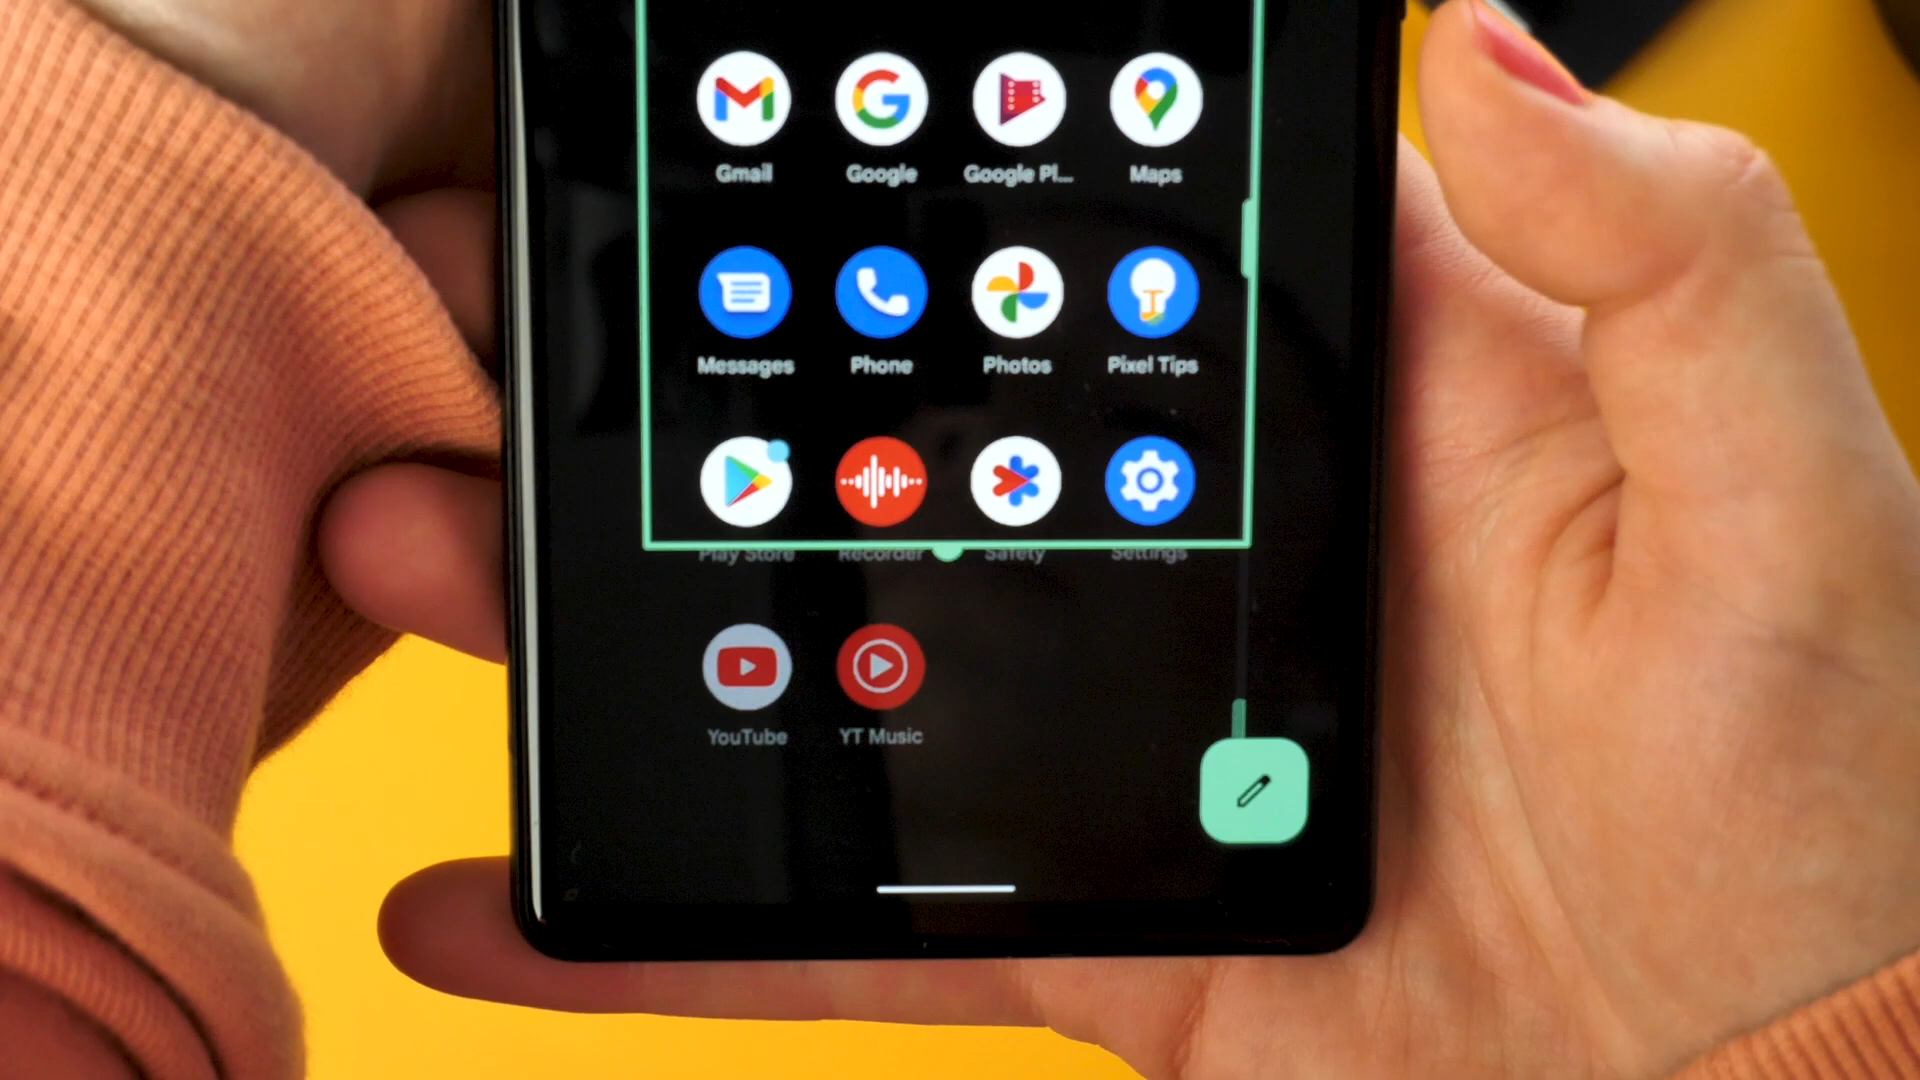 Gmail Google Google Pl... Maps
Messages Phone Photos Pixel Tips
Play Store Recorder Safety Settings
YouTube YT Music